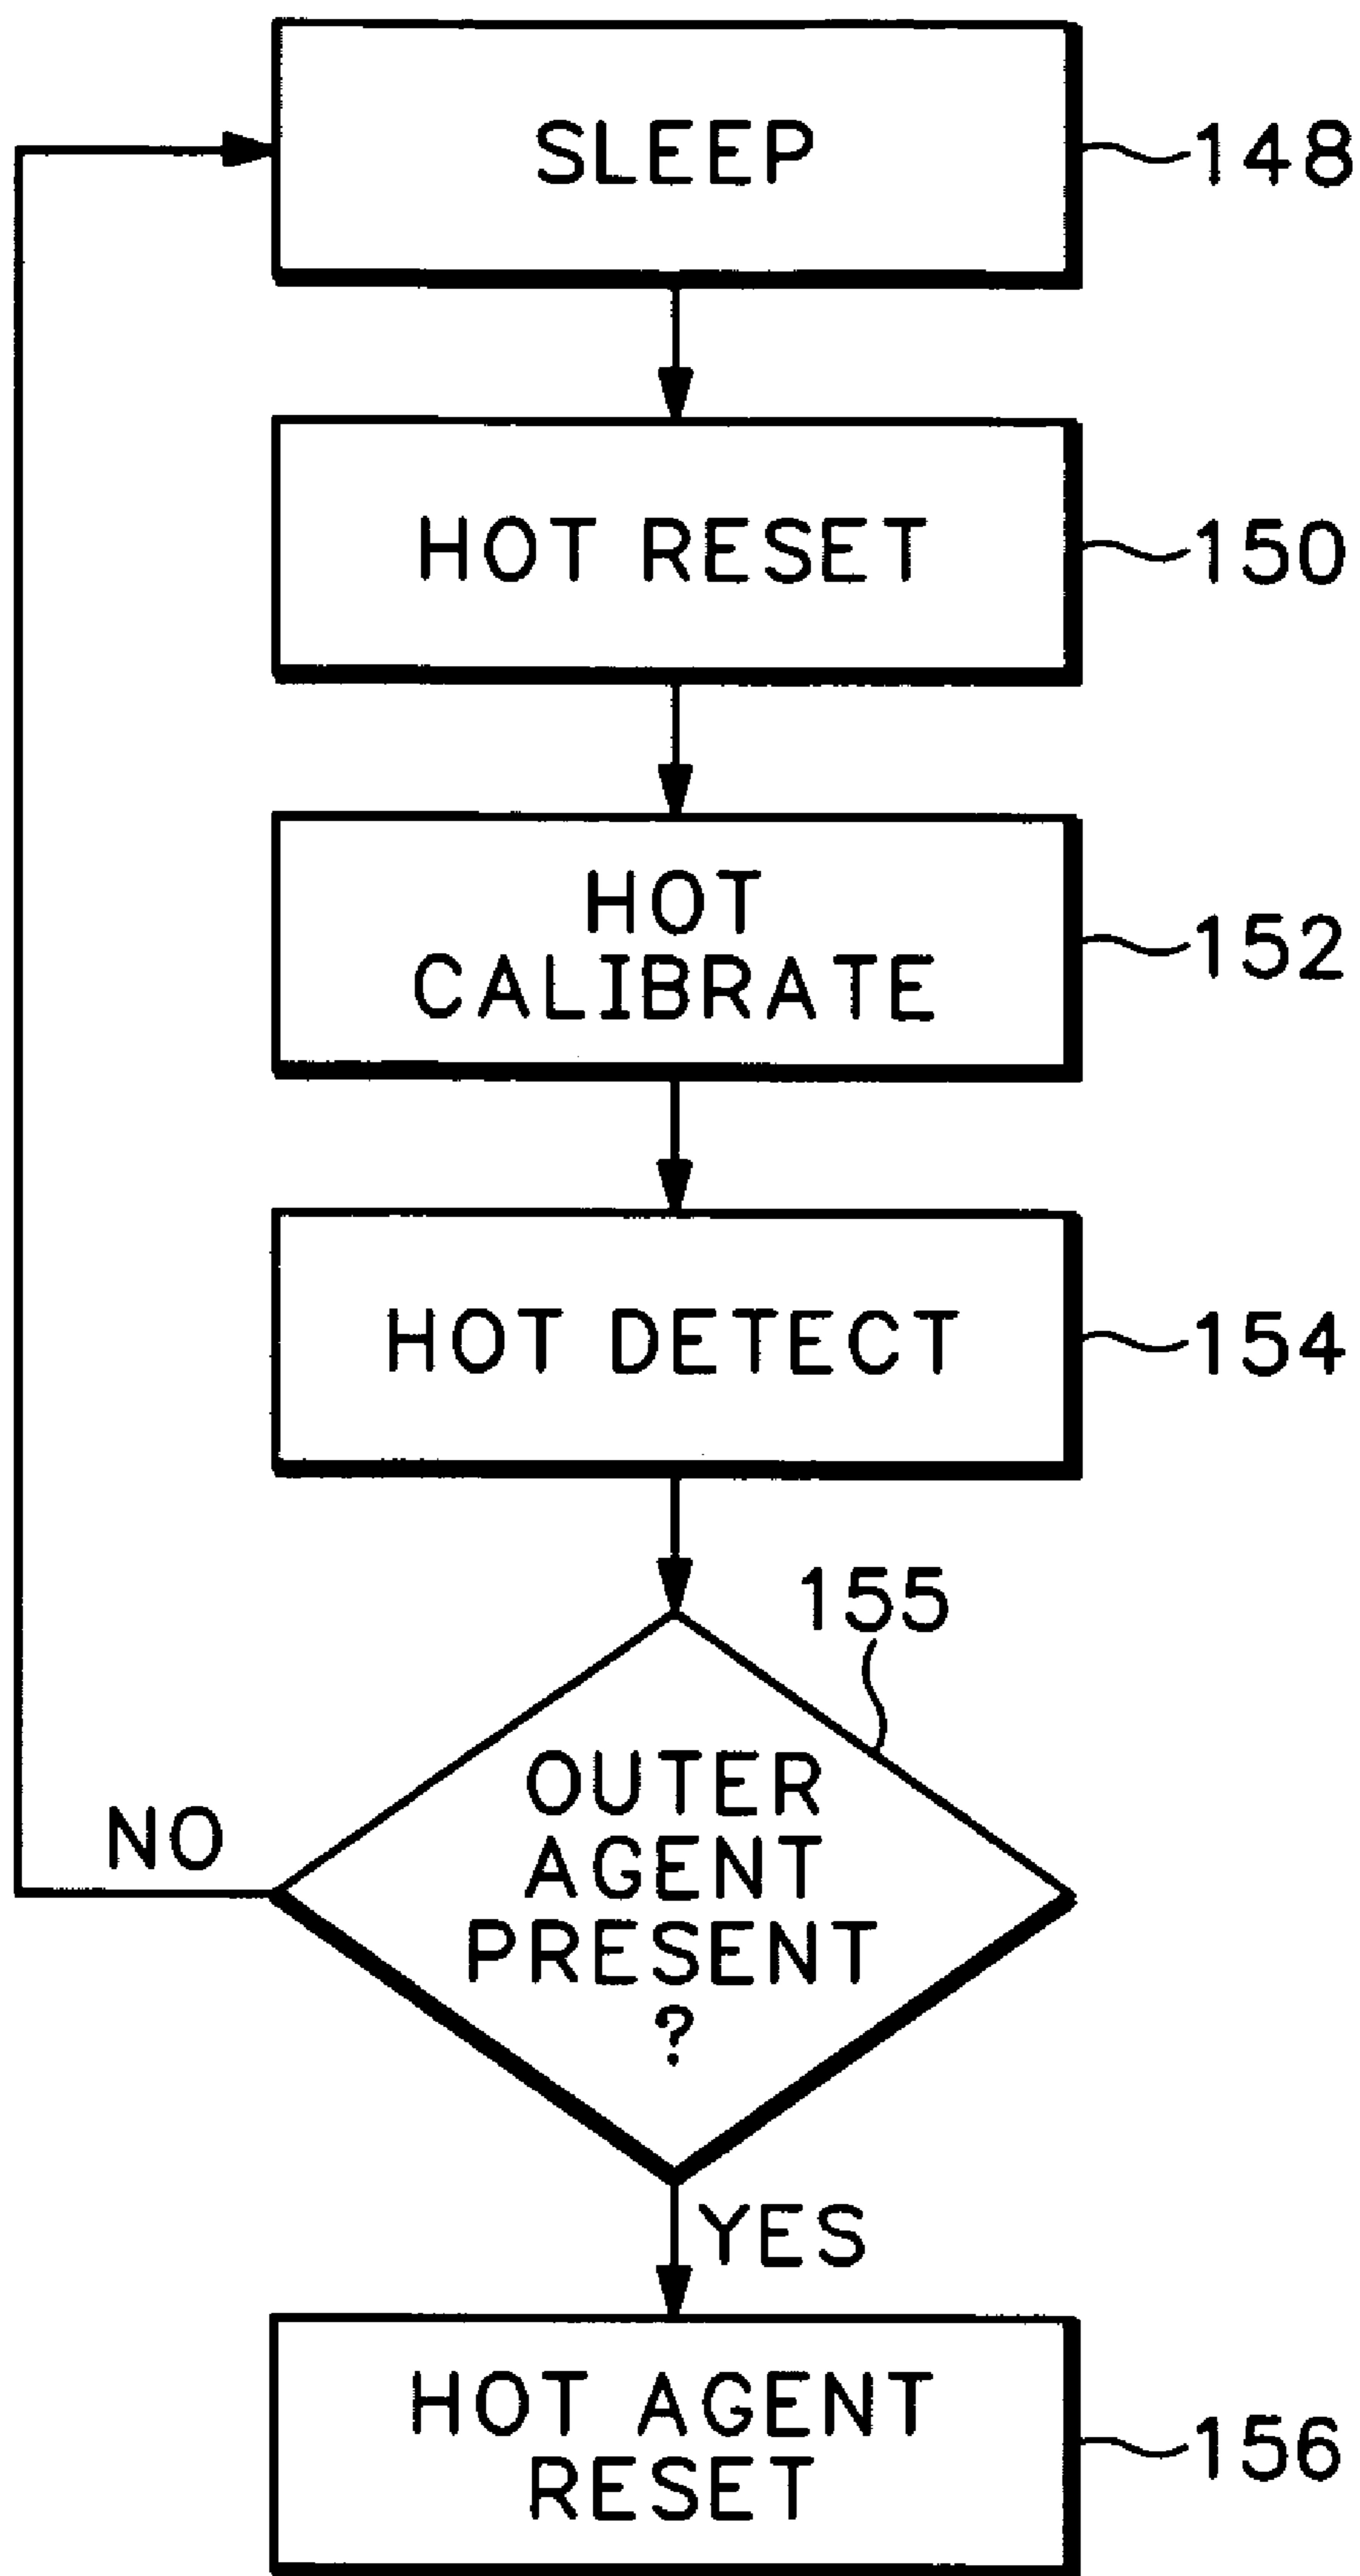 SLEEP
148
HOT RESET
150
HOT
CALIBRATE
152
HOT DETECT
154
155
OUTER
AGENT
PRESENT
?
NO
YES
HOT AGENT
RESET
156